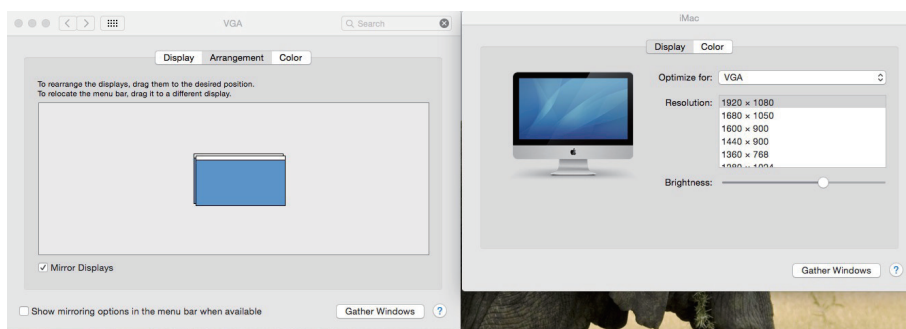 VGA
Search
Display Arrangement Color
To rearrange the displays, drag them to the desired position.
To relocate the menu bar, drag it to a different display.
Mirror Displays
Show mirroring options in the menu bar when available
Gather Windows ?
iMac
Display Color
Optimize for: VGA
Resolution: 1920 × 1080
1680 × 1050
1600 × 900
1440 × 900
1360 × 768
1280 × 1024
Brightness:
Gather Windows ?